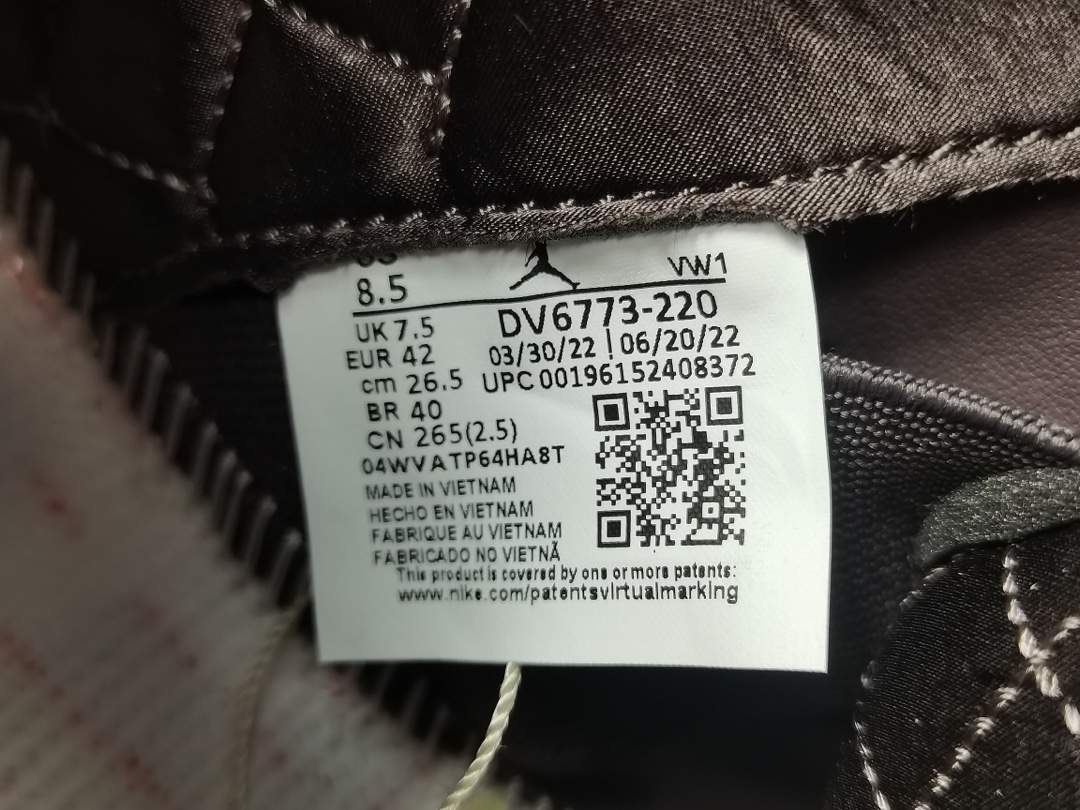 8.5
VW1
DV6773-220
UK 7.5
03/30/22 | 06/20/22
EUR 42
UPC 00196152408372
cm 26.5
BR 40
CN 265(2.5)
04WVATP64HA8T
MADE IN VIETNAM
HECHO EN VIETNAM
FABRIQUE AU VIETNAM
FABRICADO NO VIETNÃ
This product is covered by one or more patents:
www.nike.com/patentsvirtualmarking